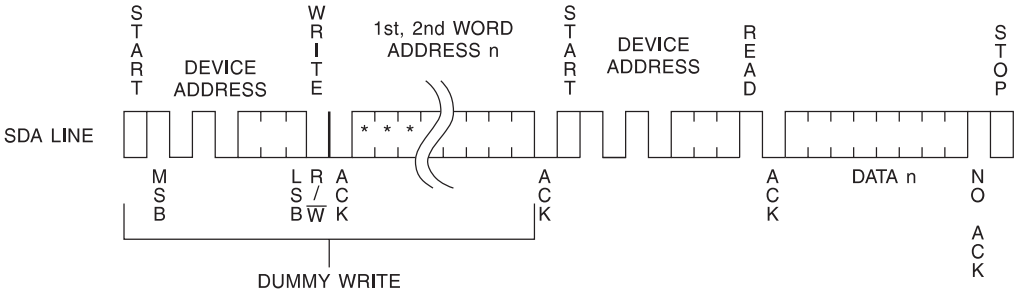 START
DEVICE
ADDRESS
WRITE
1st, 2nd WORD
ADDRESS n
START
DEVICE
ADDRESS
READ
STOP
SDA LINE
* * *
MSB
LSB
R/W̅
ACK
ACK
ACK
DATA n
NO ACK
DUMMY WRITE